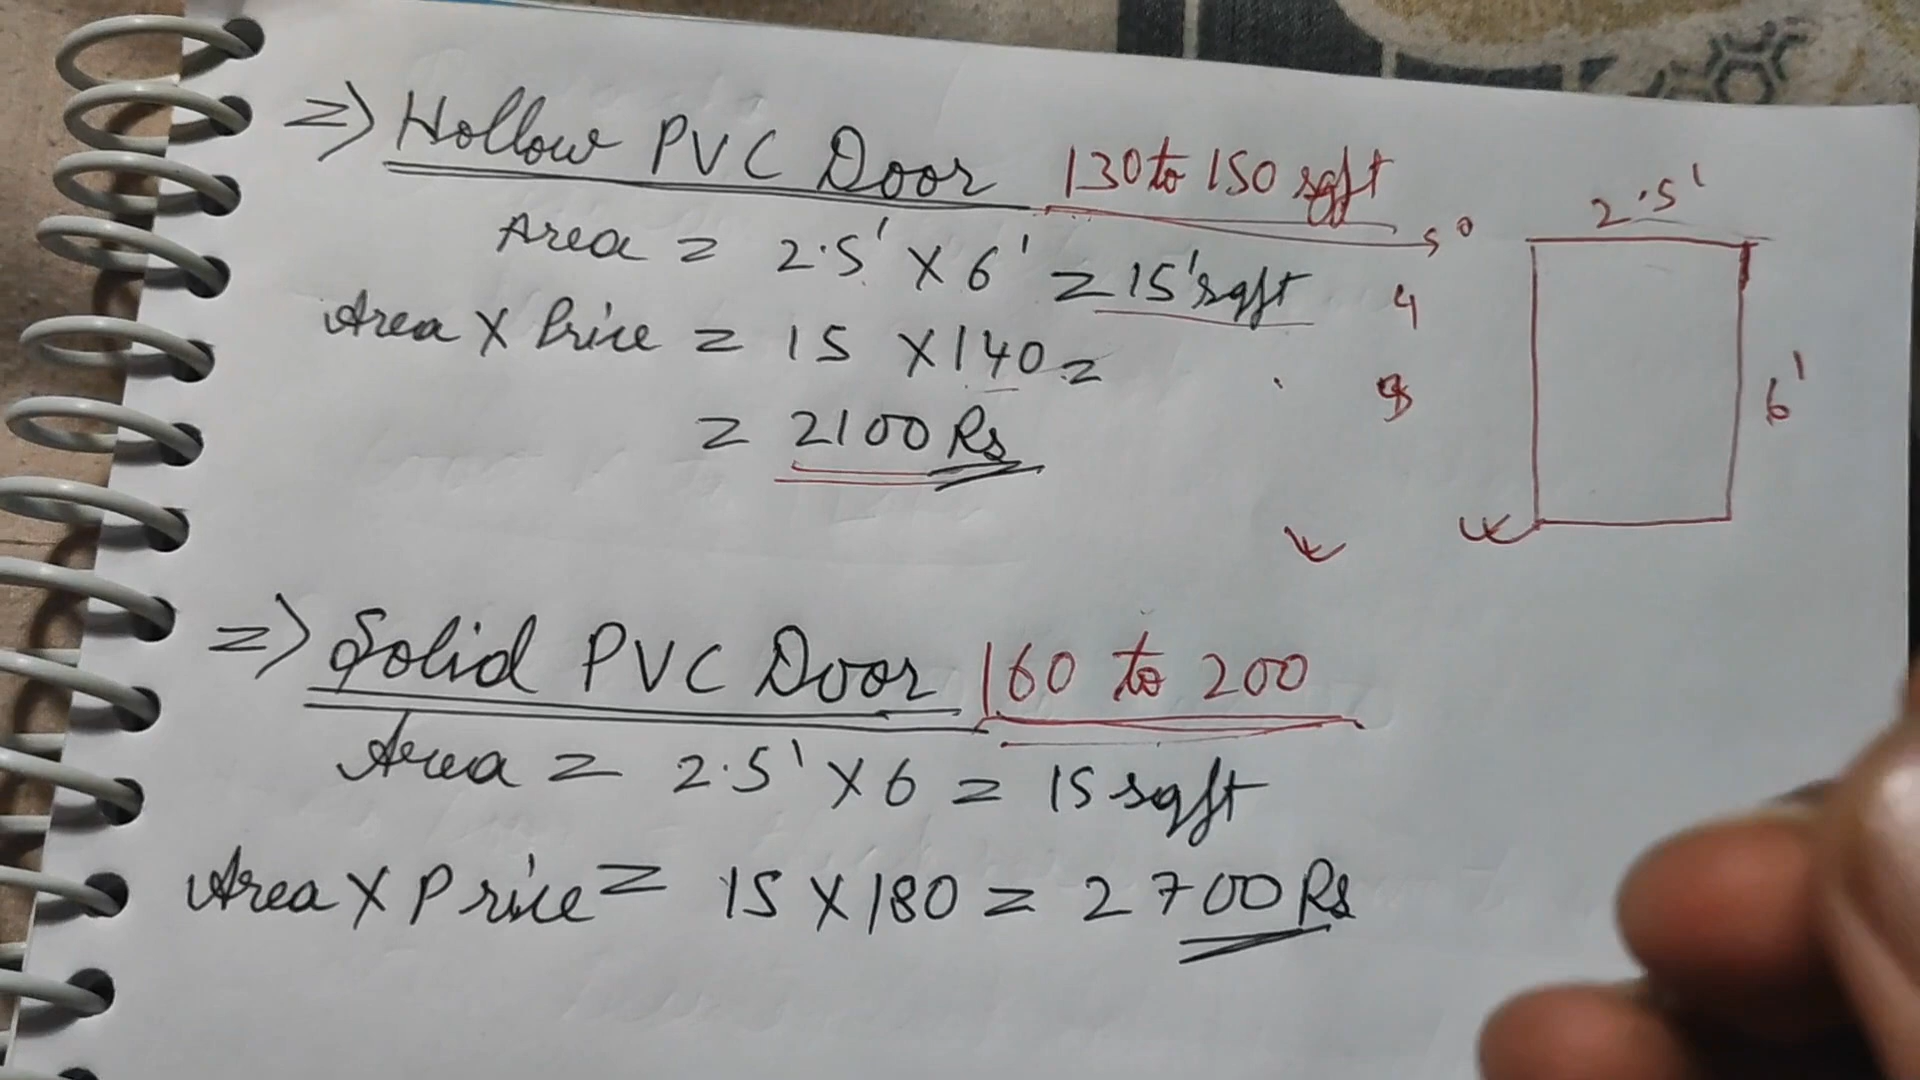 => Hollow PVC Door 130 to 150 sqft
Area = 2.5' X 6' = 15' sqft
Area X Price = 15 X 140 =
= 2100 Rs
2.5'
6'
=> Solid PVC Door 160 to 200
Area = 2.5' X 6 = 15 sqft
Area X Price = 15 X 180 = 2700 Rs